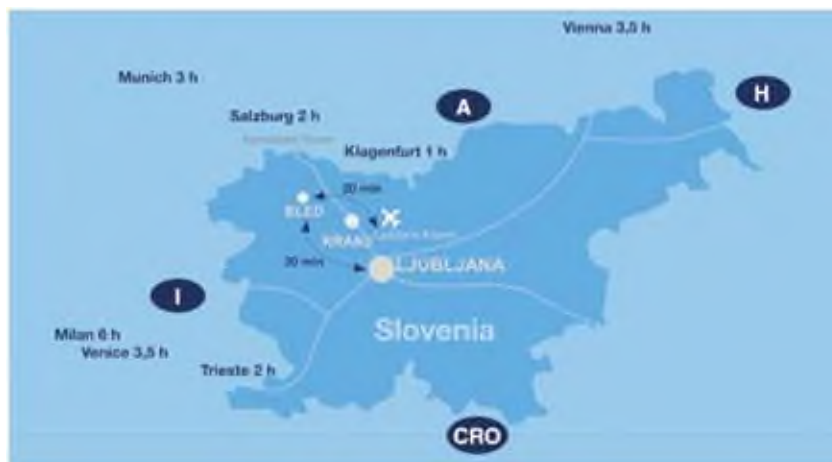 Vienna 3,5 h
Munich 3 h
A
H
Salzburg 2 h
Klagenfurt 1 h
20 min
BLED
KRANJ
30 min
LJUBLJANA
I
Slovenia
Milan 6 h
Venice 3,5 h
Trieste 2 h
CRO